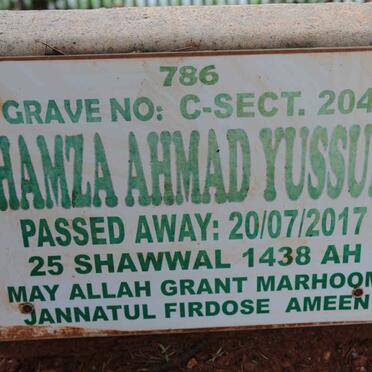 786
GRAVE NO: C-SECT. 204
HAMZA AHMAD YUSSU
PASSED AWAY: 20/07/2017
25 SHAWWAL 1438 AH
MAY ALLAH GRANT MARHOOM
JANNATUL FIRDOSE AMEEN